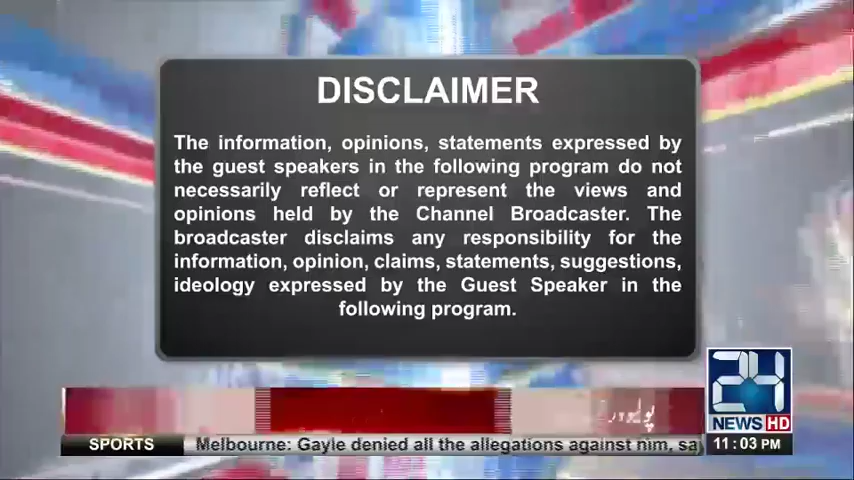 DISCLAIMER
The information, opinions, statements expressed by
the guest speakers in the following program do not
necessarily reflect or represent the views and
opinions held by the Channel Broadcaster. The
broadcaster disclaims any responsibility for the
information, opinion, claims, statements, suggestions,
ideology expressed by the Guest Speaker in the
following program.
24
NEWS HD
SPORTS
Melbourne: Gayle denied all the allegations against him, sa
11:03 PM